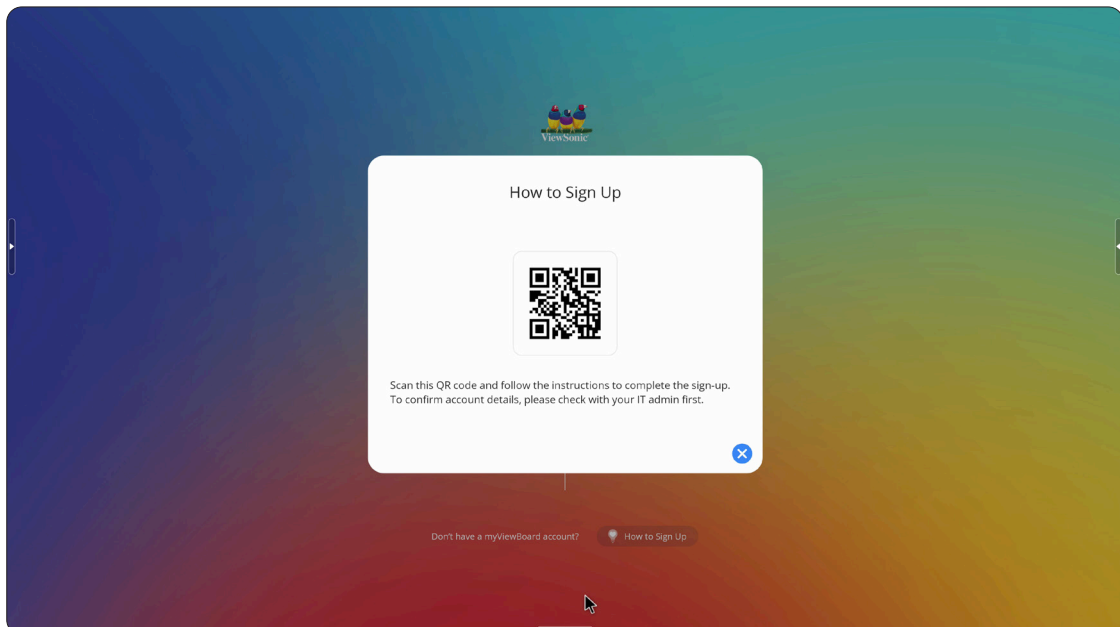 ViewSonic
How to Sign Up
Scan this QR code and follow the instructions to complete the sign-up.
To confirm account details, please check with your IT admin first.
Don't have a myViewBoard account?
How to Sign Up